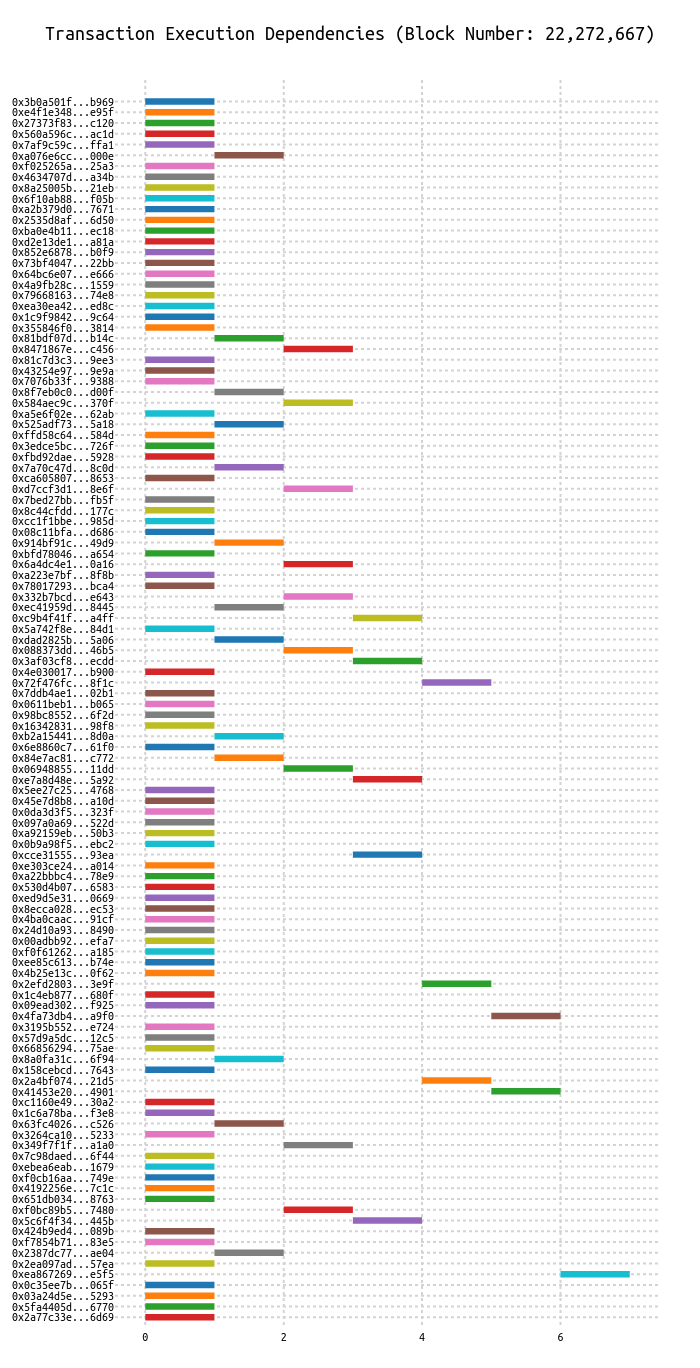 Transaction Execution Dependencies (Block Number: 22,272,667)
0x3b0a501f...b969
0xe4f1e348...e95f
0x27373f83...c120
0x560a596c...ac1d
0x7af9c59c...ffa1
0xa076e6cc...000e
0xf025265a...25a3
0x4634707d...a34b
0x8a25005b...21eb
0x6f10ab88...f05b
0xa2b379d0...7671
0x2535d8af...6d50
0xba0e4b11...ec18
0xd2e13de1...a81a
0x852e6878...b0f9
0x73bf4047...22bb
0x64bc6e07...e666
0x4a9fb28c...1559
0x79668163...74e8
0xea30ea42...ed8c
0x1c9f9842...9c64
0x355846f0...3814
0x81bdf07d...b14c
0x8471867e...c456
0x81c7d3c3...9ee3
0x43254e97...9e9a
0x7076b33f...9388
0x8f7eb0c0...d00f
0x584aec9c...370f
0xa5e6f02e...62ab
0x525adf73...5a18
0xffd58c64...584d
0x3edce5bc...726f
0xfbd92dae...5928
0x7a70c47d...8c0d
0xca605807...8653
0xd7ccf3d1...8e6f
0x7bed27bb...fb5f
0x8c44cfdd...177c
0xcc1f1bbe...985d
0x08c11bfa...d686
0x914bf91c...49d9
0xbfd78046...a654
0x6a4dc4e1...0a16
0xa223e7bf...8f8b
0x78017293...bca4
0x332b7bcd...e643
0xec41959d...8445
0xc9b4f41f...a4ff
0x5a742f8e...84d1
0xdad2825b...5a06
0x088373dd...46b5
0x3af03cf8...ecdd
0x4e030017...b900
0x72f476fc...8f1c
0x7ddb4ae1...02b1
0x0611beb1...b065
0x98bc8552...6f2d
0x16342831...98f8
0xb2a15441...8d0a
0x6e8860c7...61f0
0x84e7ac81...c772
0x06948855...11dd
0xe7a8d48e...5a92
0x5ee27c25...4768
0x45e7d8b8...a10d
0x0da3d3f5...323f
0x097a0a69...522d
0xa92159eb...50b3
0x0b9a98f5...ebc2
0xcce31555...93ea
0xe303ce24...a014
0xa22bbbc4...78e9
0x530d4b07...6583
0xed9d5e31...0669
0x8ecca028...ec53
0x4ba0caac...91cf
0x24d10a93...8490
0x00adbb92...efa7
0xf0f61262...a185
0xee85c613...b74e
0x4b25e13c...0f62
0x2efd2803...3e9f
0x1c4eb877...680f
0x09ead302...f925
0x4fa73db4...a9f0
0x3195b552...e724
0x57d9a5dc...12c5
0x66856294...75ae
0x8a0fa31c...6f94
0x158cebcd...7643
0x2a4bf074...21d5
0x41453e20...4901
0xc1160e49...30a2
0x1c6a78ba...f3e8
0x63fc4026...c526
0x3264ca10...5233
0x349f7f1f...a1a0
0x7c98daed...6f44
0xebea6eab...1679
0xf0cb16aa...749e
0x4192256e...7c1c
0x651db034...8763
0xf0bc89b5...7480
0x5c6f4f34...445b
0x424b9ed4...089b
0xf7854b71...83e5
0x2387dc77...ae04
0x2ea097ad...57ea
0xea867269...e5f5
0x0c35ee7b...065f
0x03a24d5e...5293
0x5fa4405d...6770
0x2a77c33e...6d69
0 2 4 6